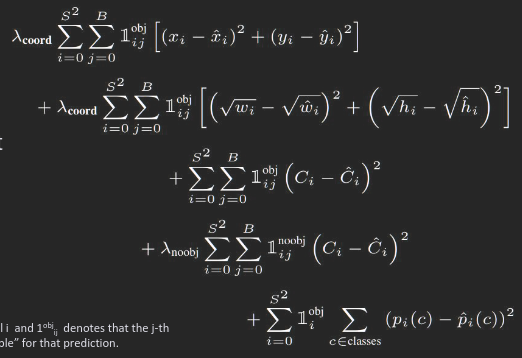 λcoord ∑_{i=0}^{S²} ∑_{j=0}^{B} 𝟙_{ij}^{obj} [(x_i − x̂_i)² + (y_i − ŷ_i)²]
+ λcoord ∑_{i=0}^{S²} ∑_{j=0}^{B} 𝟙_{ij}^{obj} [(√w_i − √ŵ_i)² + (√h_i − √ĥ_i)²]
+ ∑_{i=0}^{S²} ∑_{j=0}^{B} 𝟙_{ij}^{obj} (C_i − Ĉ_i)²
+ λnoobj ∑_{i=0}^{S²} ∑_{j=0}^{B} 𝟙_{ij}^{noobj} (C_i − Ĉ_i)²
+ ∑_{i=0}^{S²} 𝟙_{i}^{obj} ∑_{c∈classes} (p_i(c) − p̂_i(c))²
i and 1^{obj}_{ij} denotes that the j-th
for that prediction.